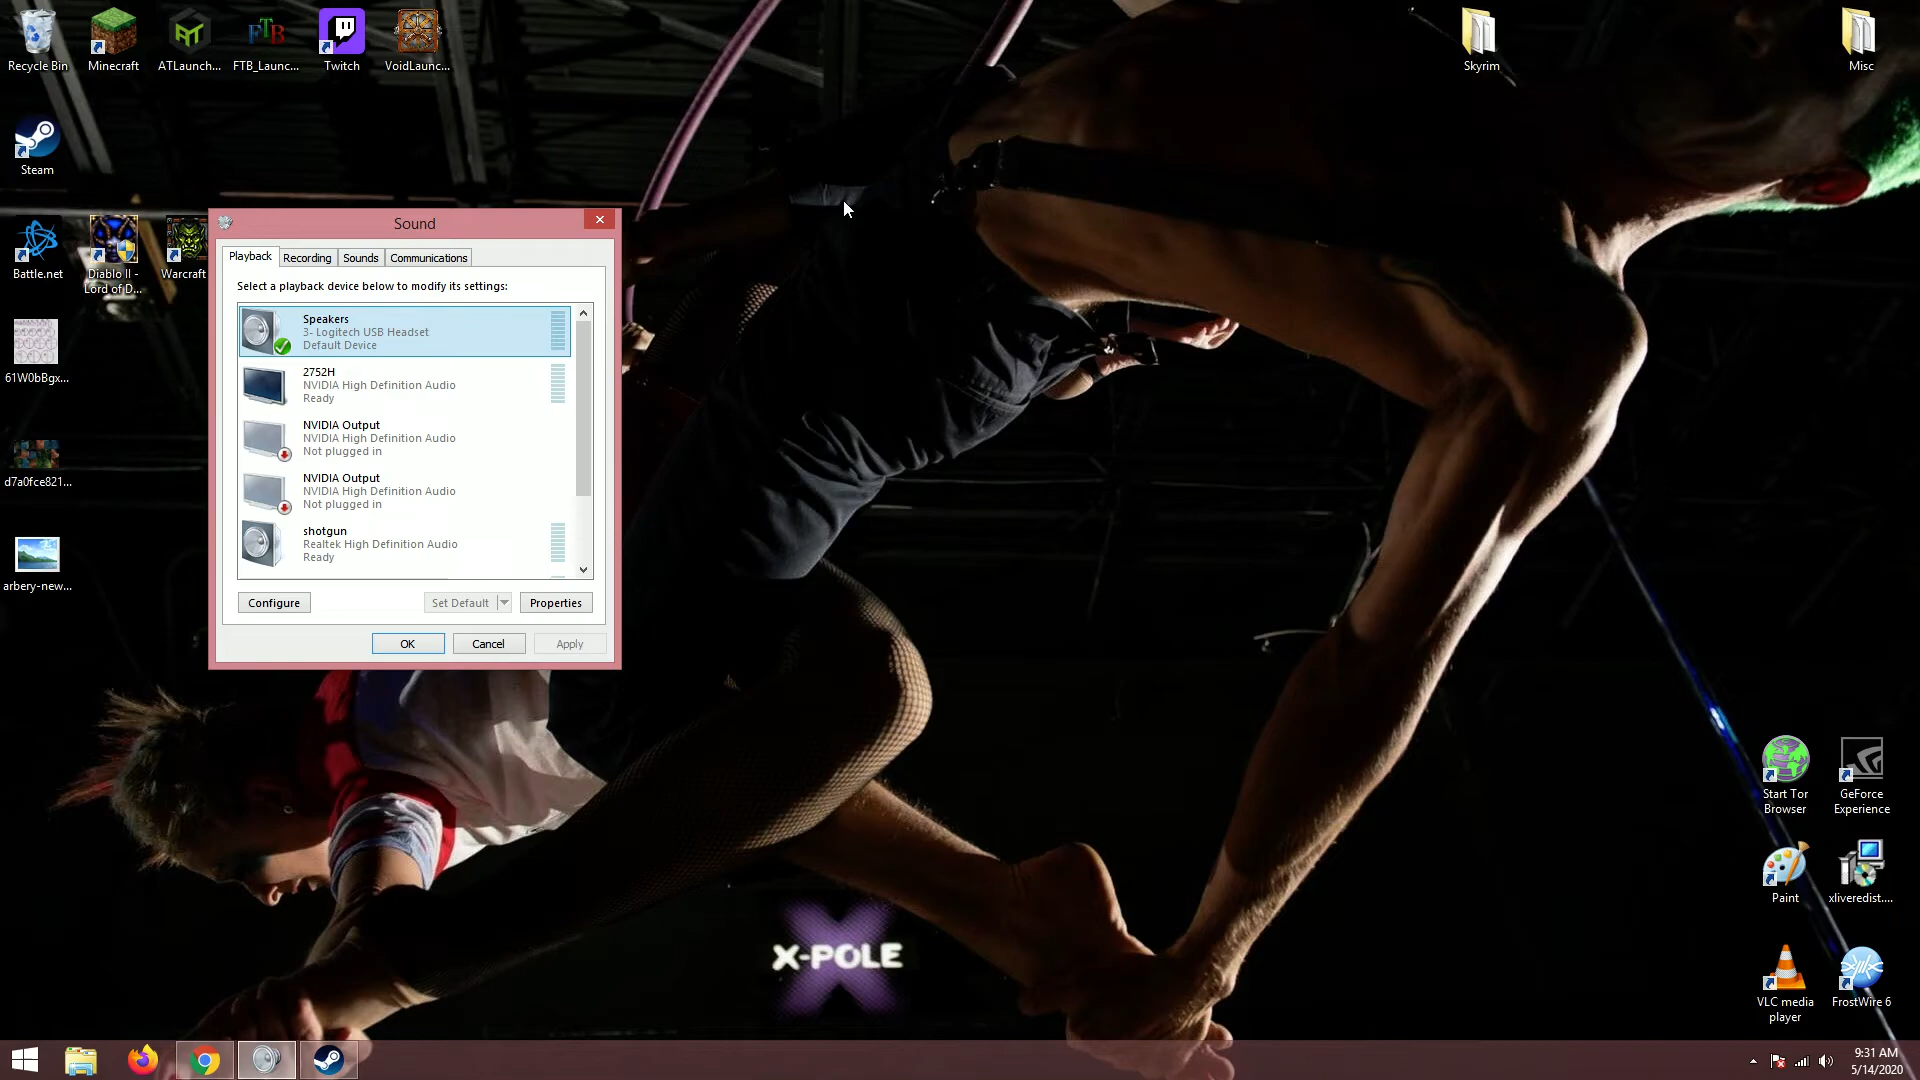 Recycle Bin
Minecraft
ATLaunch...
FTB_Launc...
Twitch
VoidLaunc...
Skyrim
Misc
Steam
Battle.net
Diablo II -
Lord of D...
Warcraft
61W0bBgx...
d7a0fce821...
arbery-new...
Sound
Playback
Recording
Sounds
Communications
Select a playback device below to modify its settings:
Speakers
3- Logitech USB Headset
Default Device
2752H
NVIDIA High Definition Audio
Ready
NVIDIA Output
NVIDIA High Definition Audio
Not plugged in
NVIDIA Output
NVIDIA High Definition Audio
Not plugged in
shotgun
Realtek High Definition Audio
Ready
Configure
Set Default
Properties
OK
Cancel
Apply
X-POLE
Start Tor
Browser
GeForce
Experience
Paint
xliveredist....
VLC media
player
FrostWire 6
9:31 AM
5/14/2020